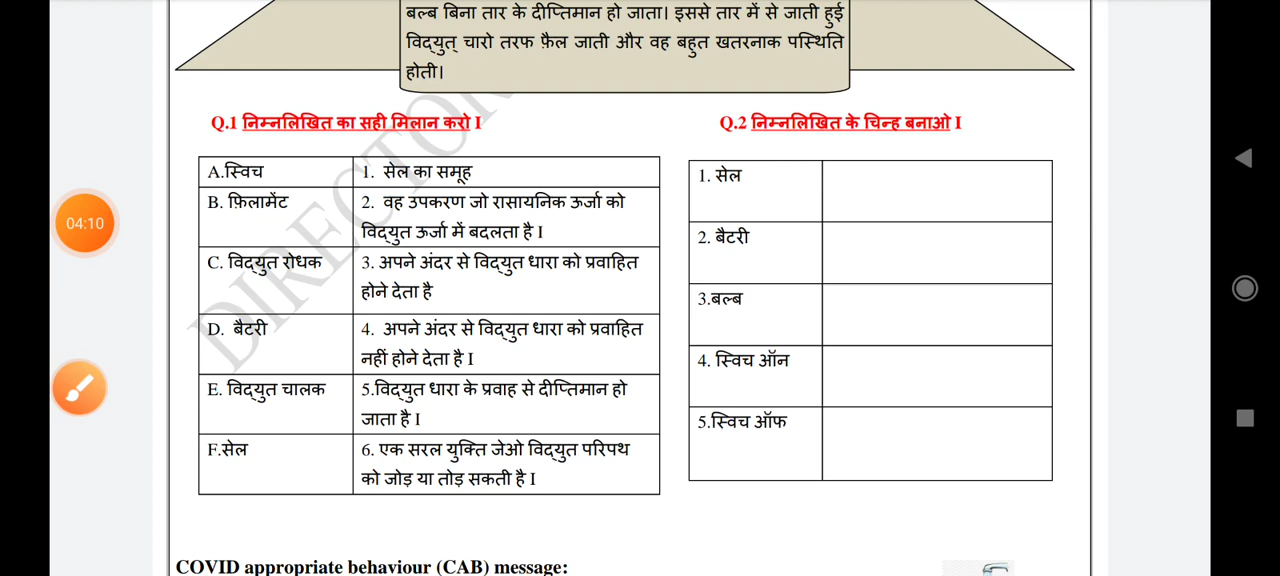 बल्ब बिना तार के दीप्तिमान हो जाता। इससे तार में से जाती हुई
विद्युत् चारो तरफ फ़ैल जाती और वह बहुत खतरनाक पस्थिति
होती।
Q.1 निम्नलिखित का सही मिलान करो I
Q.2 निम्नलिखित के चिन्ह बनाओ I
A.स्विच
1. सेल का समूह
B. फ़िलामेंट
2. वह उपकरण जो रासायनिक ऊर्जा को
विद्युत ऊर्जा में बदलता है I
C. विद्युत रोधक
3. अपने अंदर से विद्युत धारा को प्रवाहित
होने देता है
D. बैटरी
4. अपने अंदर से विद्युत धारा को प्रवाहित
नहीं होने देता है I
E. विद्युत चालक
5.विद्युत धारा के प्रवाह से दीप्तिमान हो
जाता है I
F.सेल
6. एक सरल युक्ति जेओ विद्युत परिपथ
को जोड़ या तोड़ सकती है I
1. सेल
2. बैटरी
3.बल्ब
4. स्विच ऑन
5.स्विच ऑफ
DIRECTOR
04:10
COVID appropriate behaviour (CAB) message: